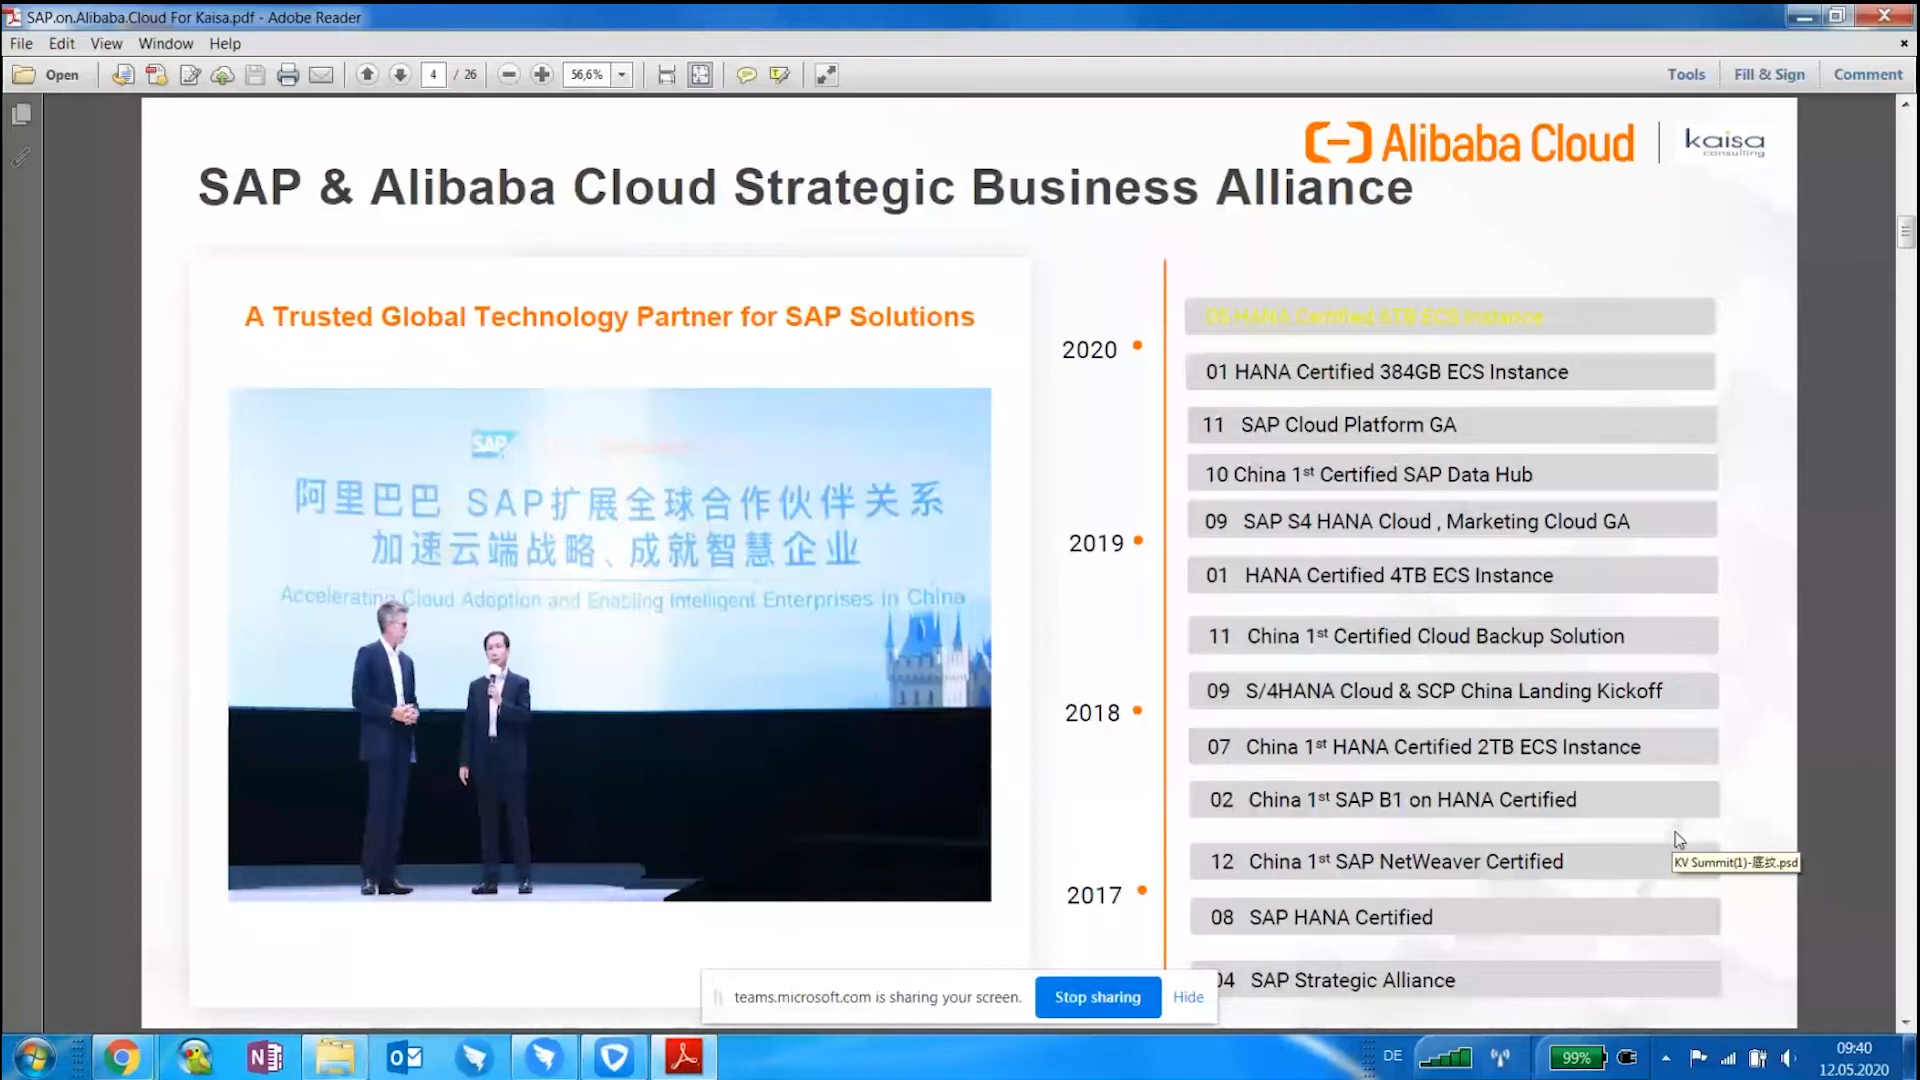 SAP.on.Alibaba.Cloud For Kaisa.pdf - Adobe Reader
File Edit View Window Help
Open 4 / 26 56,6% Tools Fill & Sign Comment
Alibaba Cloud kaisa consulting
SAP & Alibaba Cloud Strategic Business Alliance
A Trusted Global Technology Partner for SAP Solutions
SAP
阿里巴巴 SAP扩展全球合作伙伴关系
加速云端战略、成就智慧企业
Accelerating Cloud Adoption and Enabling Intelligent Enterprises in China
05 HANA Certified 6TB ECS Instance
2020
01 HANA Certified 384GB ECS Instance
11 SAP Cloud Platform GA
10 China 1st Certified SAP Data Hub
09 SAP S4 HANA Cloud , Marketing Cloud GA
2019
01 HANA Certified 4TB ECS Instance
11 China 1st Certified Cloud Backup Solution
09 S/4HANA Cloud & SCP China Landing Kickoff
2018
07 China 1st HANA Certified 2TB ECS Instance
02 China 1st SAP B1 on HANA Certified
12 China 1st SAP NetWeaver Certified
KV Summit(1)-底纹.psd
2017
08 SAP HANA Certified
04 SAP Strategic Alliance
teams.microsoft.com is sharing your screen. Stop sharing Hide
DE 99% 09:40
12.05.2020